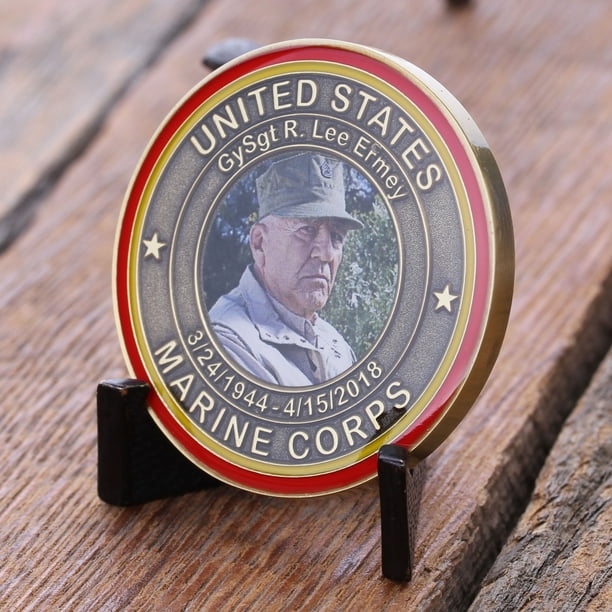 UNITED STATES
GySgt R. Lee Ermey
3/24/1944 - 4/15/2018
MARINE CORPS